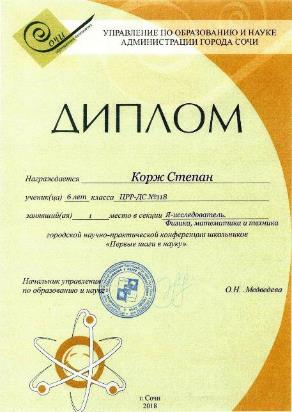 Сочи
УПРАВЛЕНИЕ ПО ОБРАЗОВАНИЮ И НАУКЕ
АДМИНИСТРАЦИИ ГОРОДА СОЧИ
ДИПЛОМ
Награждается Корж Степан
ученик(ца) 6 лет класса ЦРР-ДС №118
занявший(ая) 1 место в секции Я-исследователь.
Физика, математика и техника
городской научно-практической конференции школьников
«Первые шаги в науку».
Начальник управления
по образованию и науке О.Н. Медведева
г. Сочи
2018